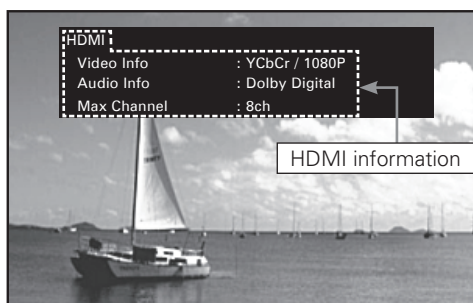 HDMI
Video Info : YCbCr / 1080P
Audio Info : Dolby Digital
Max Channel : 8ch
HDMI information